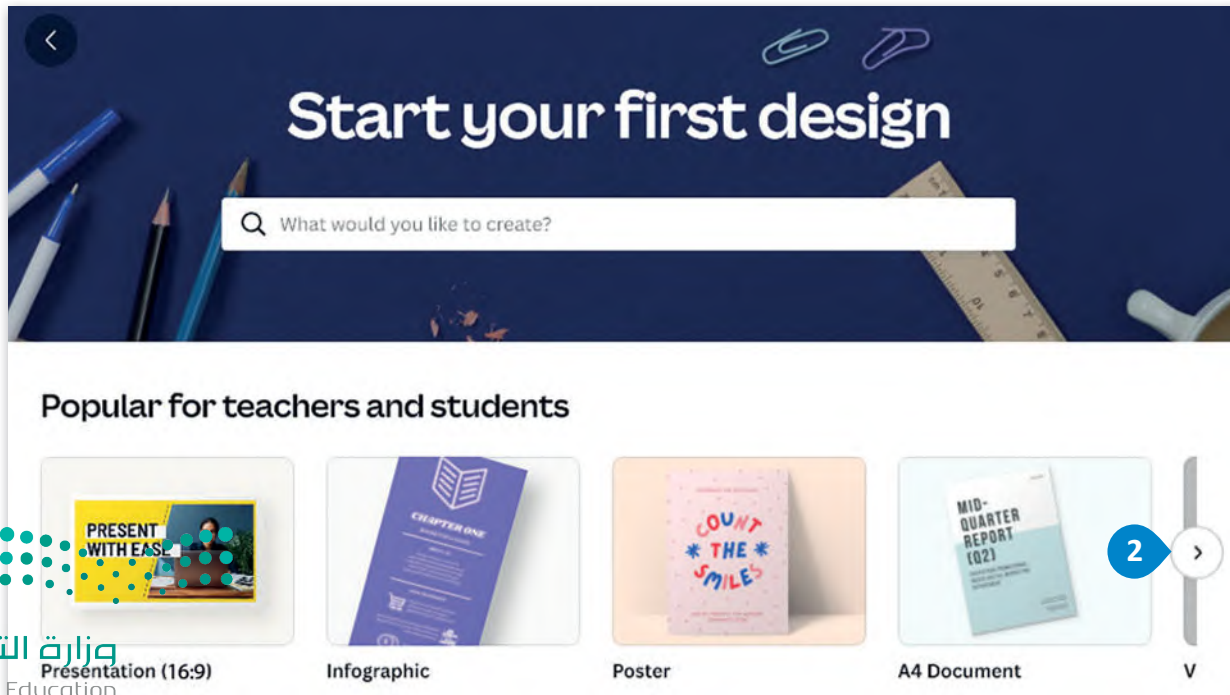 Start your first design
What would you like to create?
Popular for teachers and students
PRESENT
WITH EASE
CHAPTER ONE
COUNT
THE
SMILES
MID-
QUARTER
REPORT
(Q2)
2
Presentation (16:9)
Infographic
Poster
A4 Document
V
وزارة الت
Education